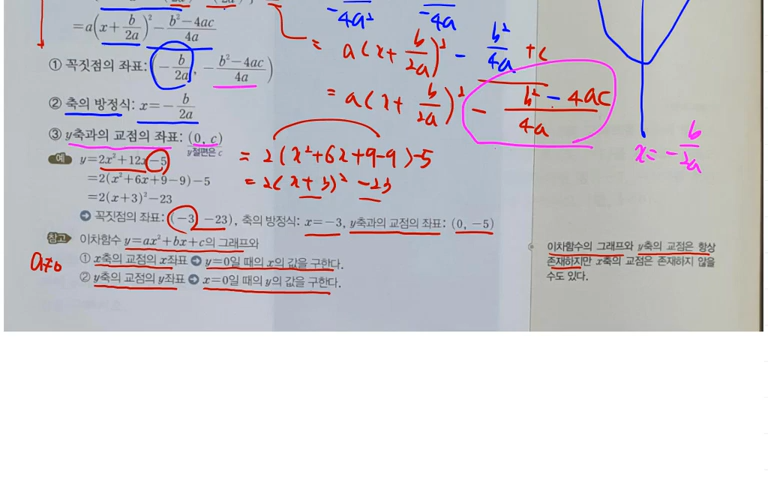 =a(x+b/2a)²-b²-4ac/4a
-4a² -4a
= a(x+b/2a)² - b²/4a +c
① 꼭짓점의 좌표: (-b/2a, -b²-4ac/4a)
= a(x+b/2a)² - b²-4ac/4a
② 축의 방정식: x=-b/2a
③ y축과의 교점의 좌표: (0, c)
y절편은 c
x=-b/2a
예 y=2x²+12x-5
= 2(x²+6x+9-9)-5
=2(x²+6x+9-9)-5
= 2(x+3)² -23
=2(x+3)²-23
➲ 꼭짓점의 좌표: (-3, -23), 축의 방정식: x=-3, y축과의 교점의 좌표: (0, -5)
참고 이차함수 y=ax²+bx+c의 그래프와
① x축의 교점의 x좌표 ➲ y=0일 때의 x의 값을 구한다.
② y축의 교점의 y좌표 ➲ x=0일 때의 y의 값을 구한다.
이차함수의 그래프와 y축의 교점은 항상
존재하지만 x축의 교점은 존재하지 않을
수도 있다.